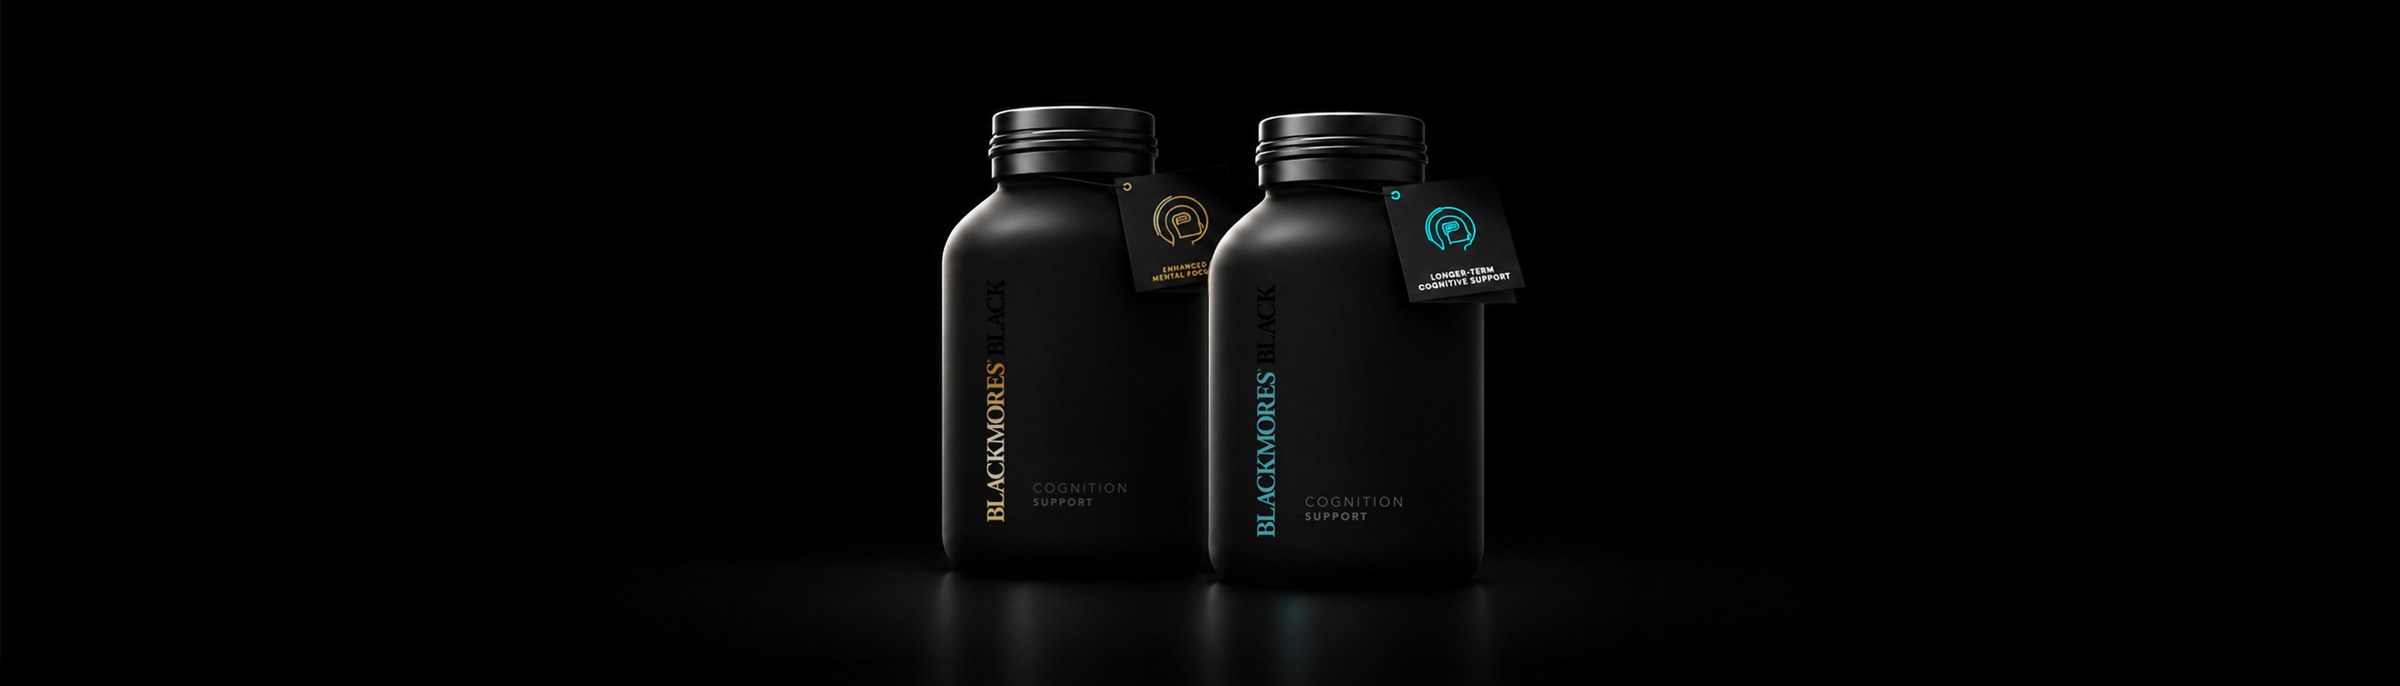 BLACKMORES® BLACK
COGNITION
SUPPORT
ENHANCED
MENTAL
BLACKMORES® BLACK
COGNITION
SUPPORT
LONGER-TERM
COGNITIVE SUPPORT